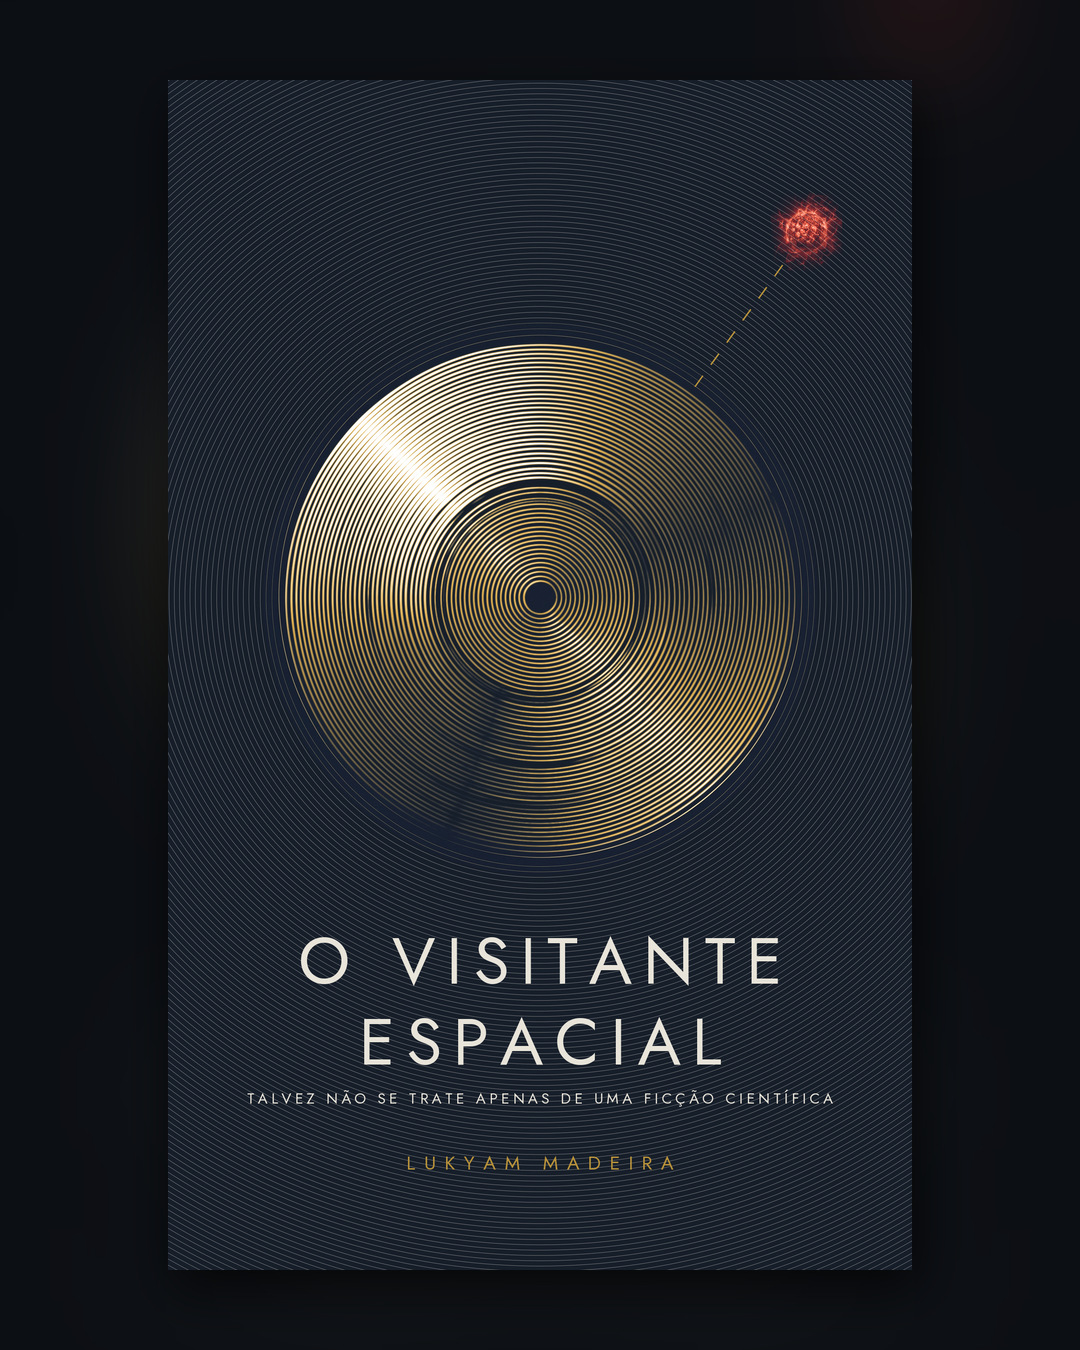 O VISITANTE
ESPACIAL
TALVEZ NÃO SE TRATE APENAS DE UMA FICÇÃO CIENTÍFICA
LUKYAM MADEIRA